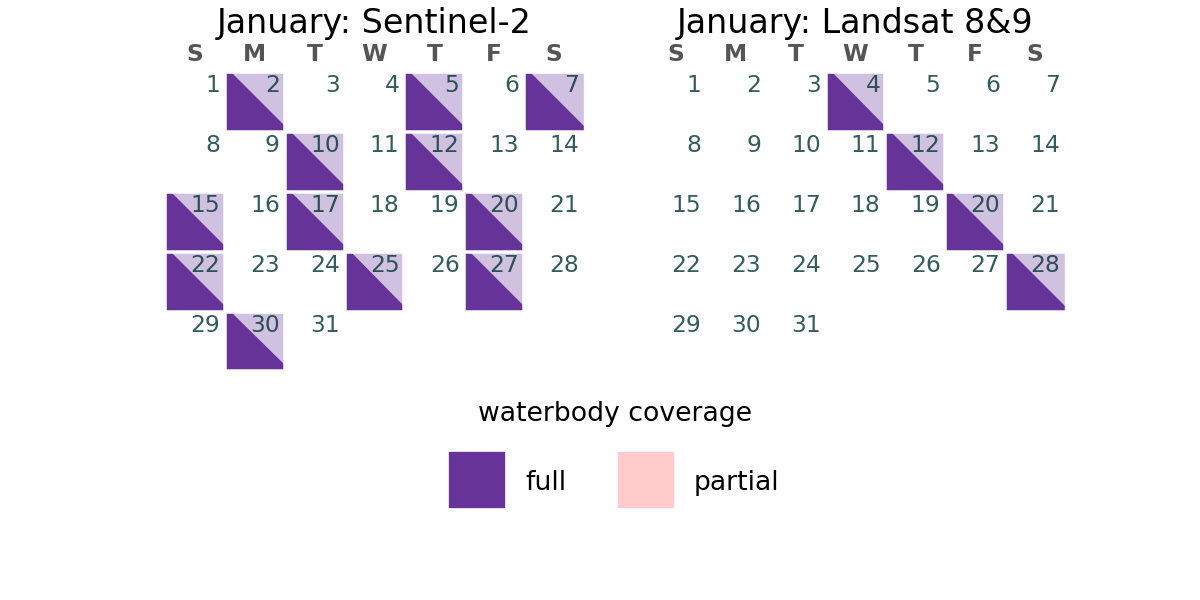 January: Sentinel-2
S M T W T F S
1 2 3 4 5 6 7
8 9 10 11 12 13 14
15 16 17 18 19 20 21
22 23 24 25 26 27 28
29 30 31
January: Landsat 8&9
S M T W T F S
1 2 3 4 5 6 7
8 9 10 11 12 13 14
15 16 17 18 19 20 21
22 23 24 25 26 27 28
29 30 31
waterbody coverage
full partial